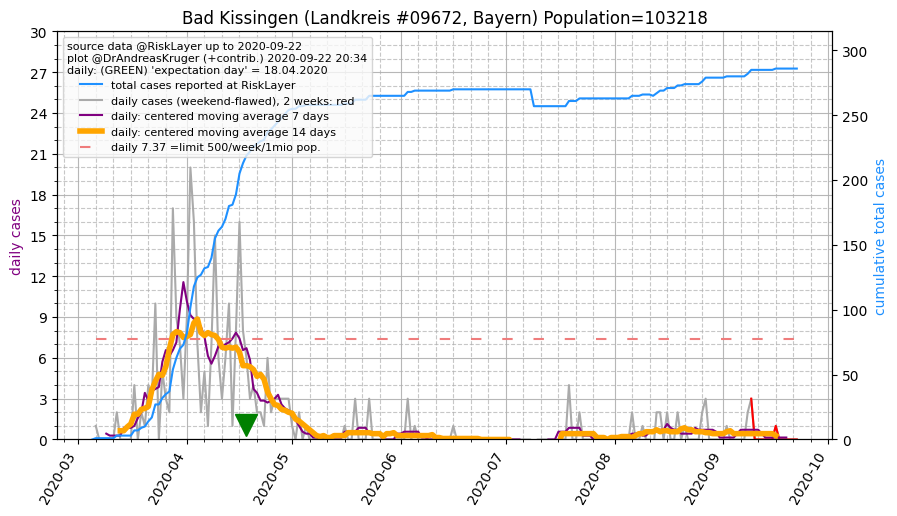 Bad Kissingen (Landkreis #09672, Bayern) Population=103218
source data @RiskLayer up to 2020-09-22
plot @DrAndreasKruger (+contrib.) 2020-09-22 20:34
daily: (GREEN) 'expectation day' = 18.04.2020
total cases reported at RiskLayer
daily cases (weekend-flawed), 2 weeks: red
daily: centered moving average 7 days
daily: centered moving average 14 days
daily 7.37 =limit 500/week/1mio pop.
daily cases
30
27
24
21
18
15
12
9
6
3
0
300
250
200
150
100
50
0
cumulative total cases
2020-03
2020-04
2020-05
2020-06
2020-07
2020-08
2020-09
2020-10